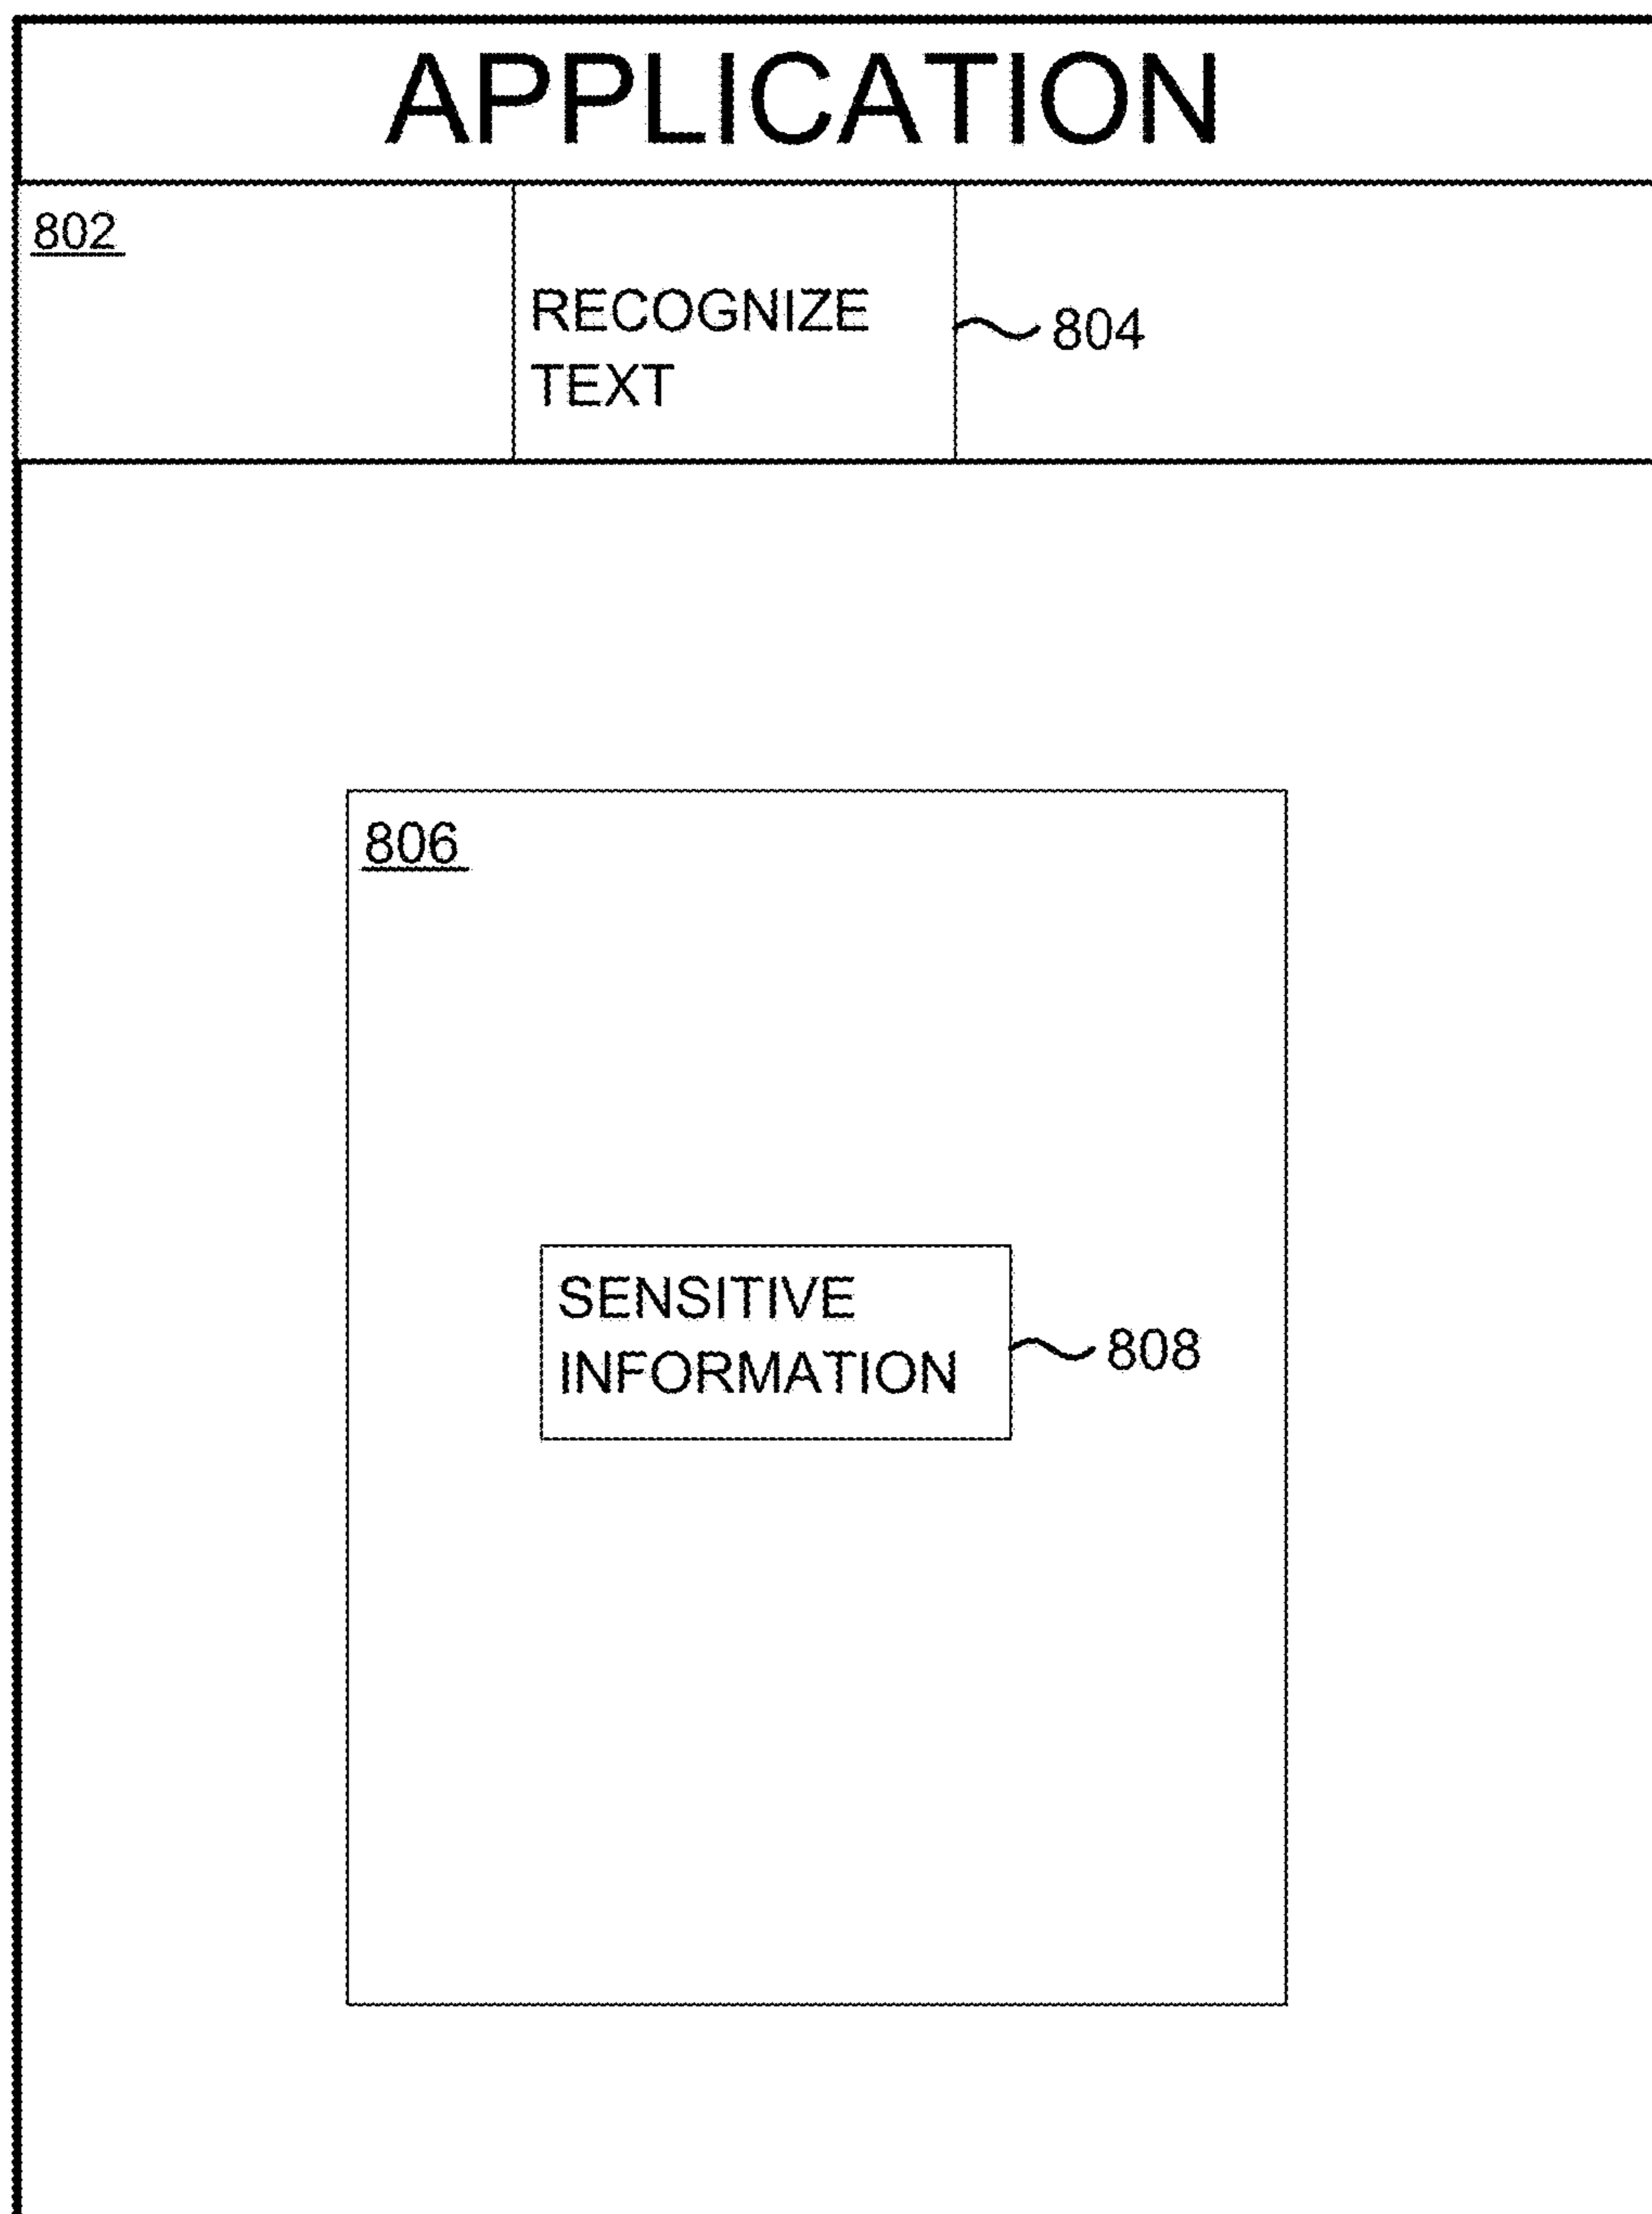 APPLICATION
802
RECOGNIZE
TEXT
804
806
SENSITIVE
INFORMATION
808